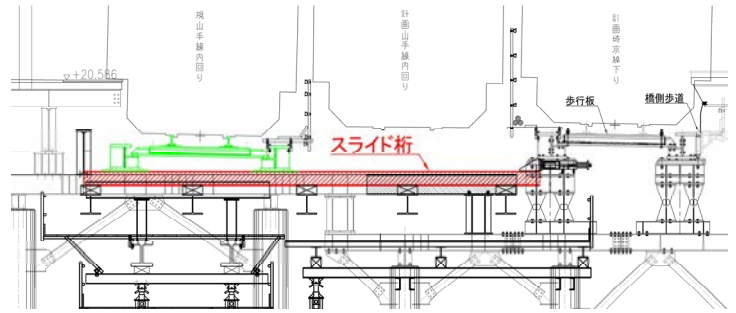 現山手線内回り
計画山手線内回り
計画埼京線下り
+20.586
歩行板
橋側歩道
スライド桁